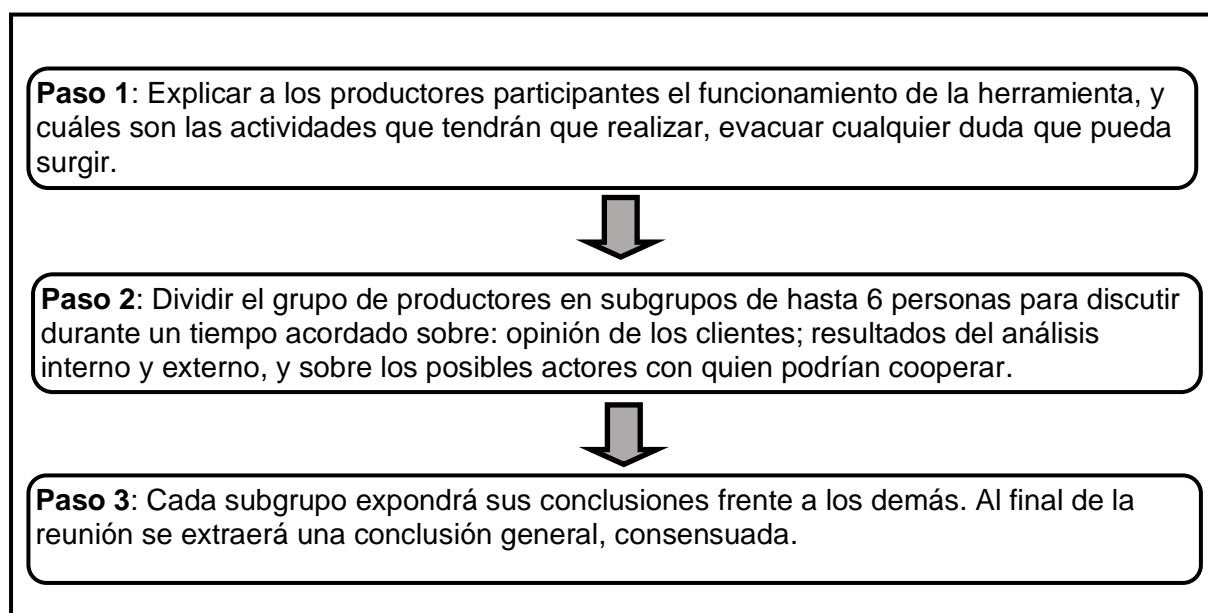 Paso 1: Explicar a los productores participantes el funcionamiento de la herramienta, y
cuáles son las actividades que tendrán que realizar, evacuar cualquier duda que pueda
surgir.
Paso 2: Dividir el grupo de productores en subgrupos de hasta 6 personas para discutir
durante un tiempo acordado sobre: opinión de los clientes; resultados del análisis
interno y externo, y sobre los posibles actores con quien podrían cooperar.
Paso 3: Cada subgrupo expondrá sus conclusiones frente a los demás. Al final de la
reunión se extraerá una conclusión general, consensuada.